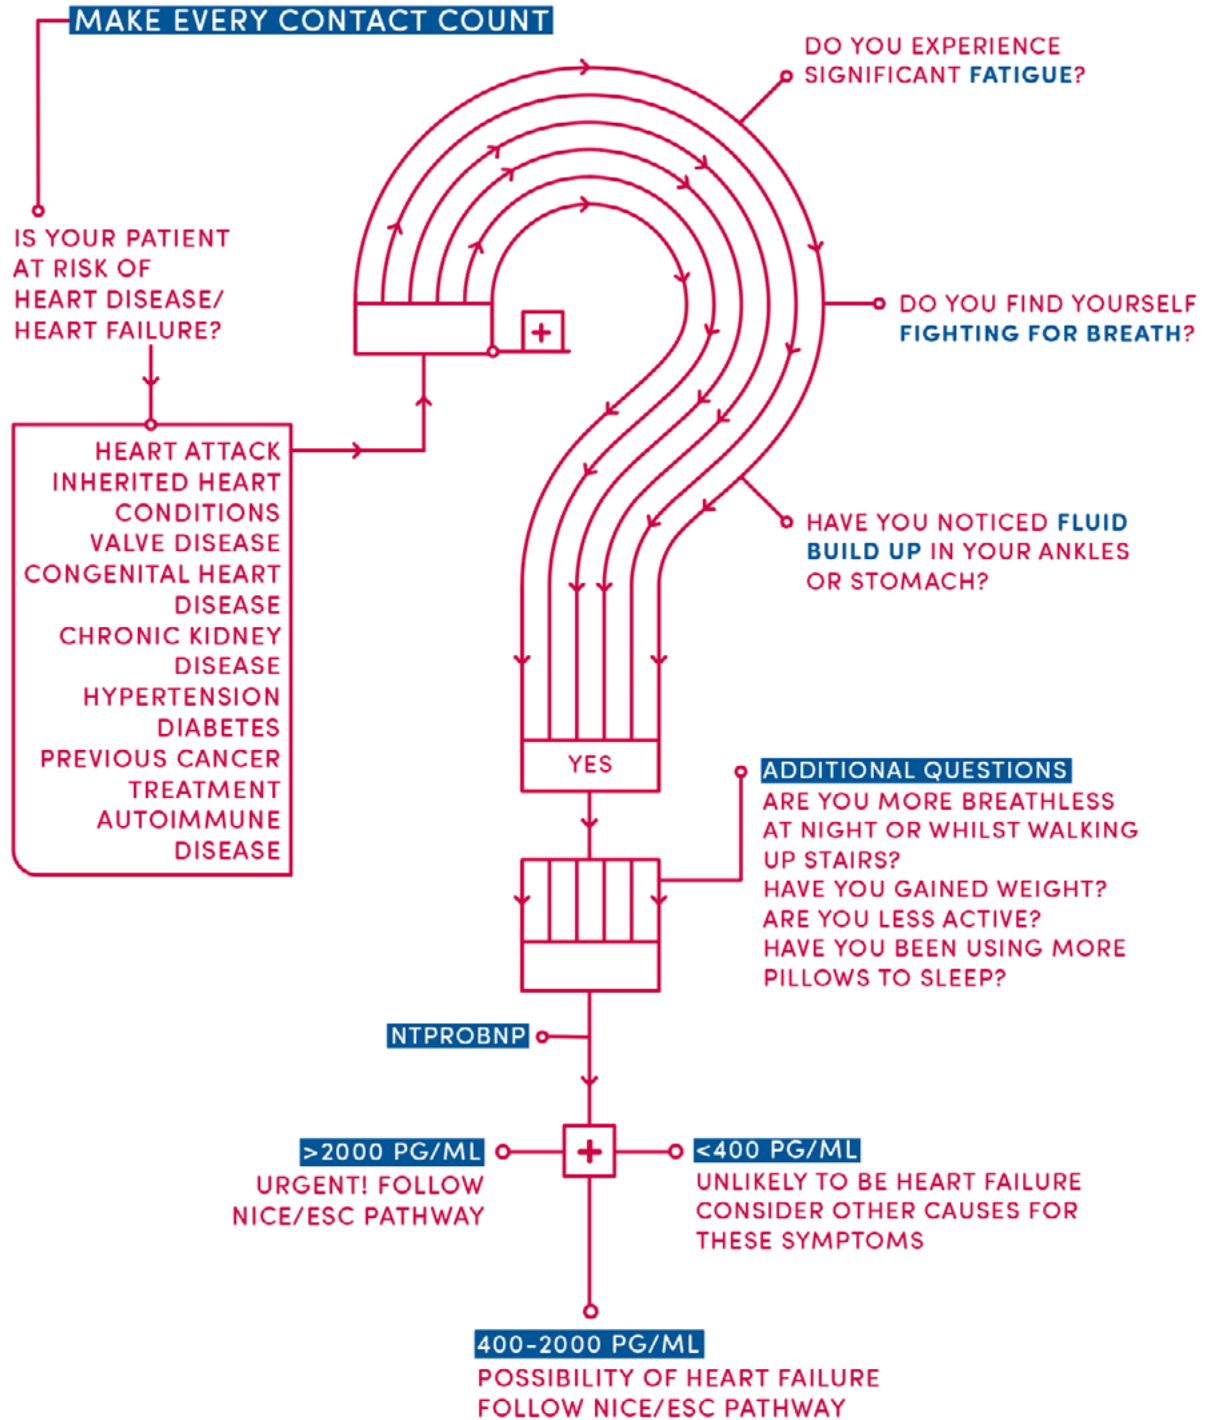 MAKE EVERY CONTACT COUNT
IS YOUR PATIENT
AT RISK OF
HEART DISEASE/
HEART FAILURE?
HEART ATTACK
INHERITED HEART
CONDITIONS
VALVE DISEASE
CONGENITAL HEART
DISEASE
CHRONIC KIDNEY
DISEASE
HYPERTENSION
DIABETES
PREVIOUS CANCER
TREATMENT
AUTOIMMUNE
DISEASE
+
DO YOU EXPERIENCE
SIGNIFICANT FATIGUE?
DO YOU FIND YOURSELF
FIGHTING FOR BREATH?
HAVE YOU NOTICED FLUID
BUILD UP IN YOUR ANKLES
OR STOMACH?
YES
ADDITIONAL QUESTIONS
ARE YOU MORE BREATHLESS
AT NIGHT OR WHILST WALKING
UP STAIRS?
HAVE YOU GAINED WEIGHT?
ARE YOU LESS ACTIVE?
HAVE YOU BEEN USING MORE
PILLOWS TO SLEEP?
NTPROBNP
+
>2000 PG/ML
URGENT! FOLLOW
NICE/ESC PATHWAY
<400 PG/ML
UNLIKELY TO BE HEART FAILURE
CONSIDER OTHER CAUSES FOR
THESE SYMPTOMS
400-2000 PG/ML
POSSIBILITY OF HEART FAILURE
FOLLOW NICE/ESC PATHWAY